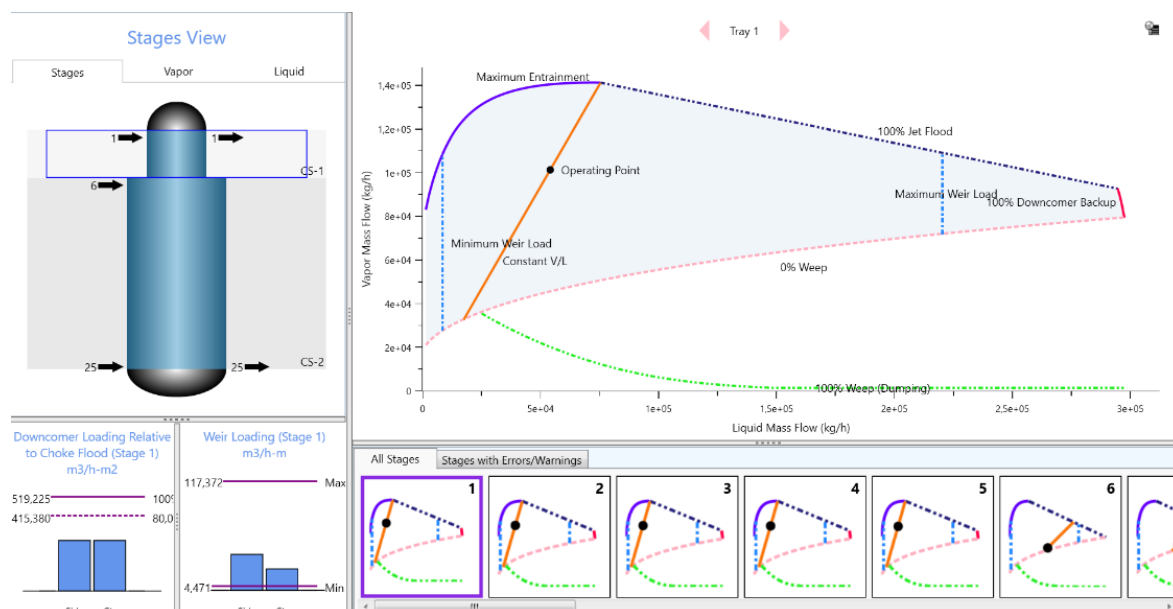 Stages View
Stages
Vapor
Liquid
1
1
CS-1
6
CS-2
25
25
Downcomer Loading Relative
to Choke Flood (Stage 1)
m3/h-m2
519,225
100%
415,380
80,0
Weir Loading (Stage 1)
m3/h-m
117,372
Max
4,471
Min
Tray 1
Vapor Mass Flow (kg/h)
1,4e+05
1,2e+05
1e+05
8e+04
6e+04
4e+04
2e+04
0
Maximum Entrainment
100% Jet Flood
Operating Point
Maximum Weir Load
100% Downcomer Backup
Minimum Weir Load
Constant V/L
0% Weep
100% Weep (Dumping)
0
5e+04
1e+05
1,5e+05
2e+05
2,5e+05
3e+05
Liquid Mass Flow (kg/h)
All Stages
Stages with Errors/Warnings
1
2
3
4
5
6